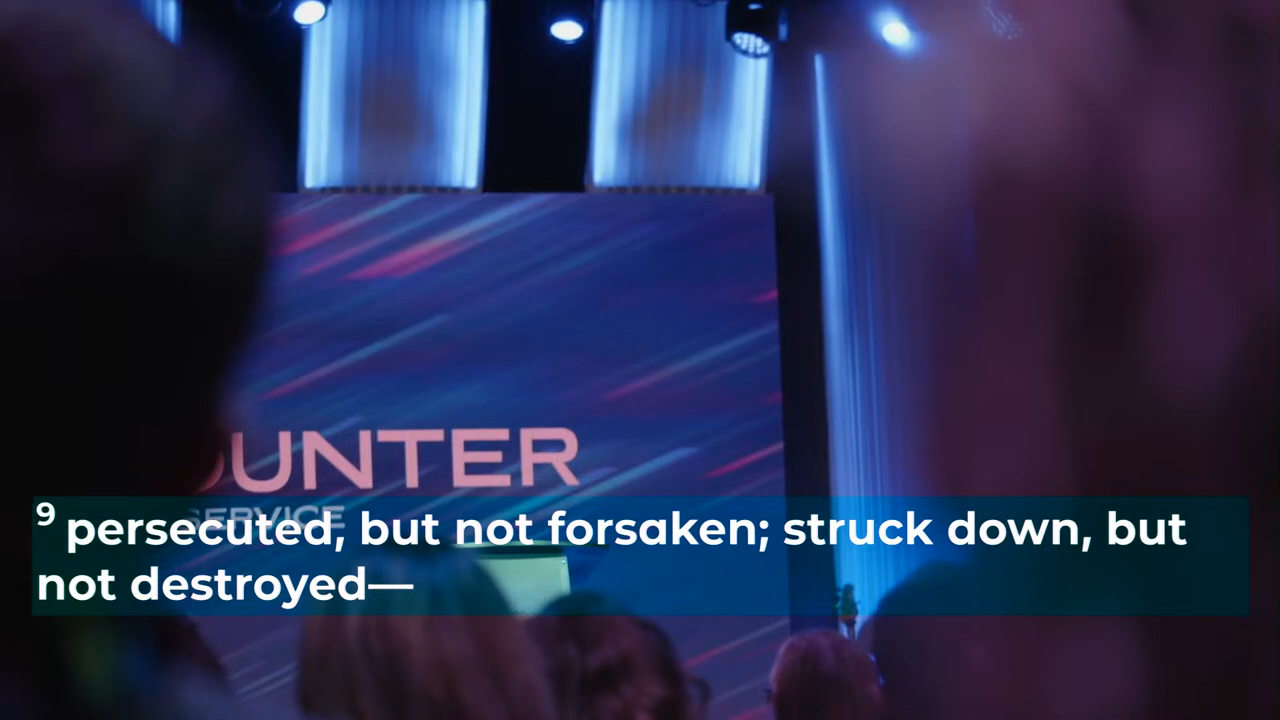 OUNTER
SERVICE
9 persecuted, but not forsaken; struck down, but
not destroyed—